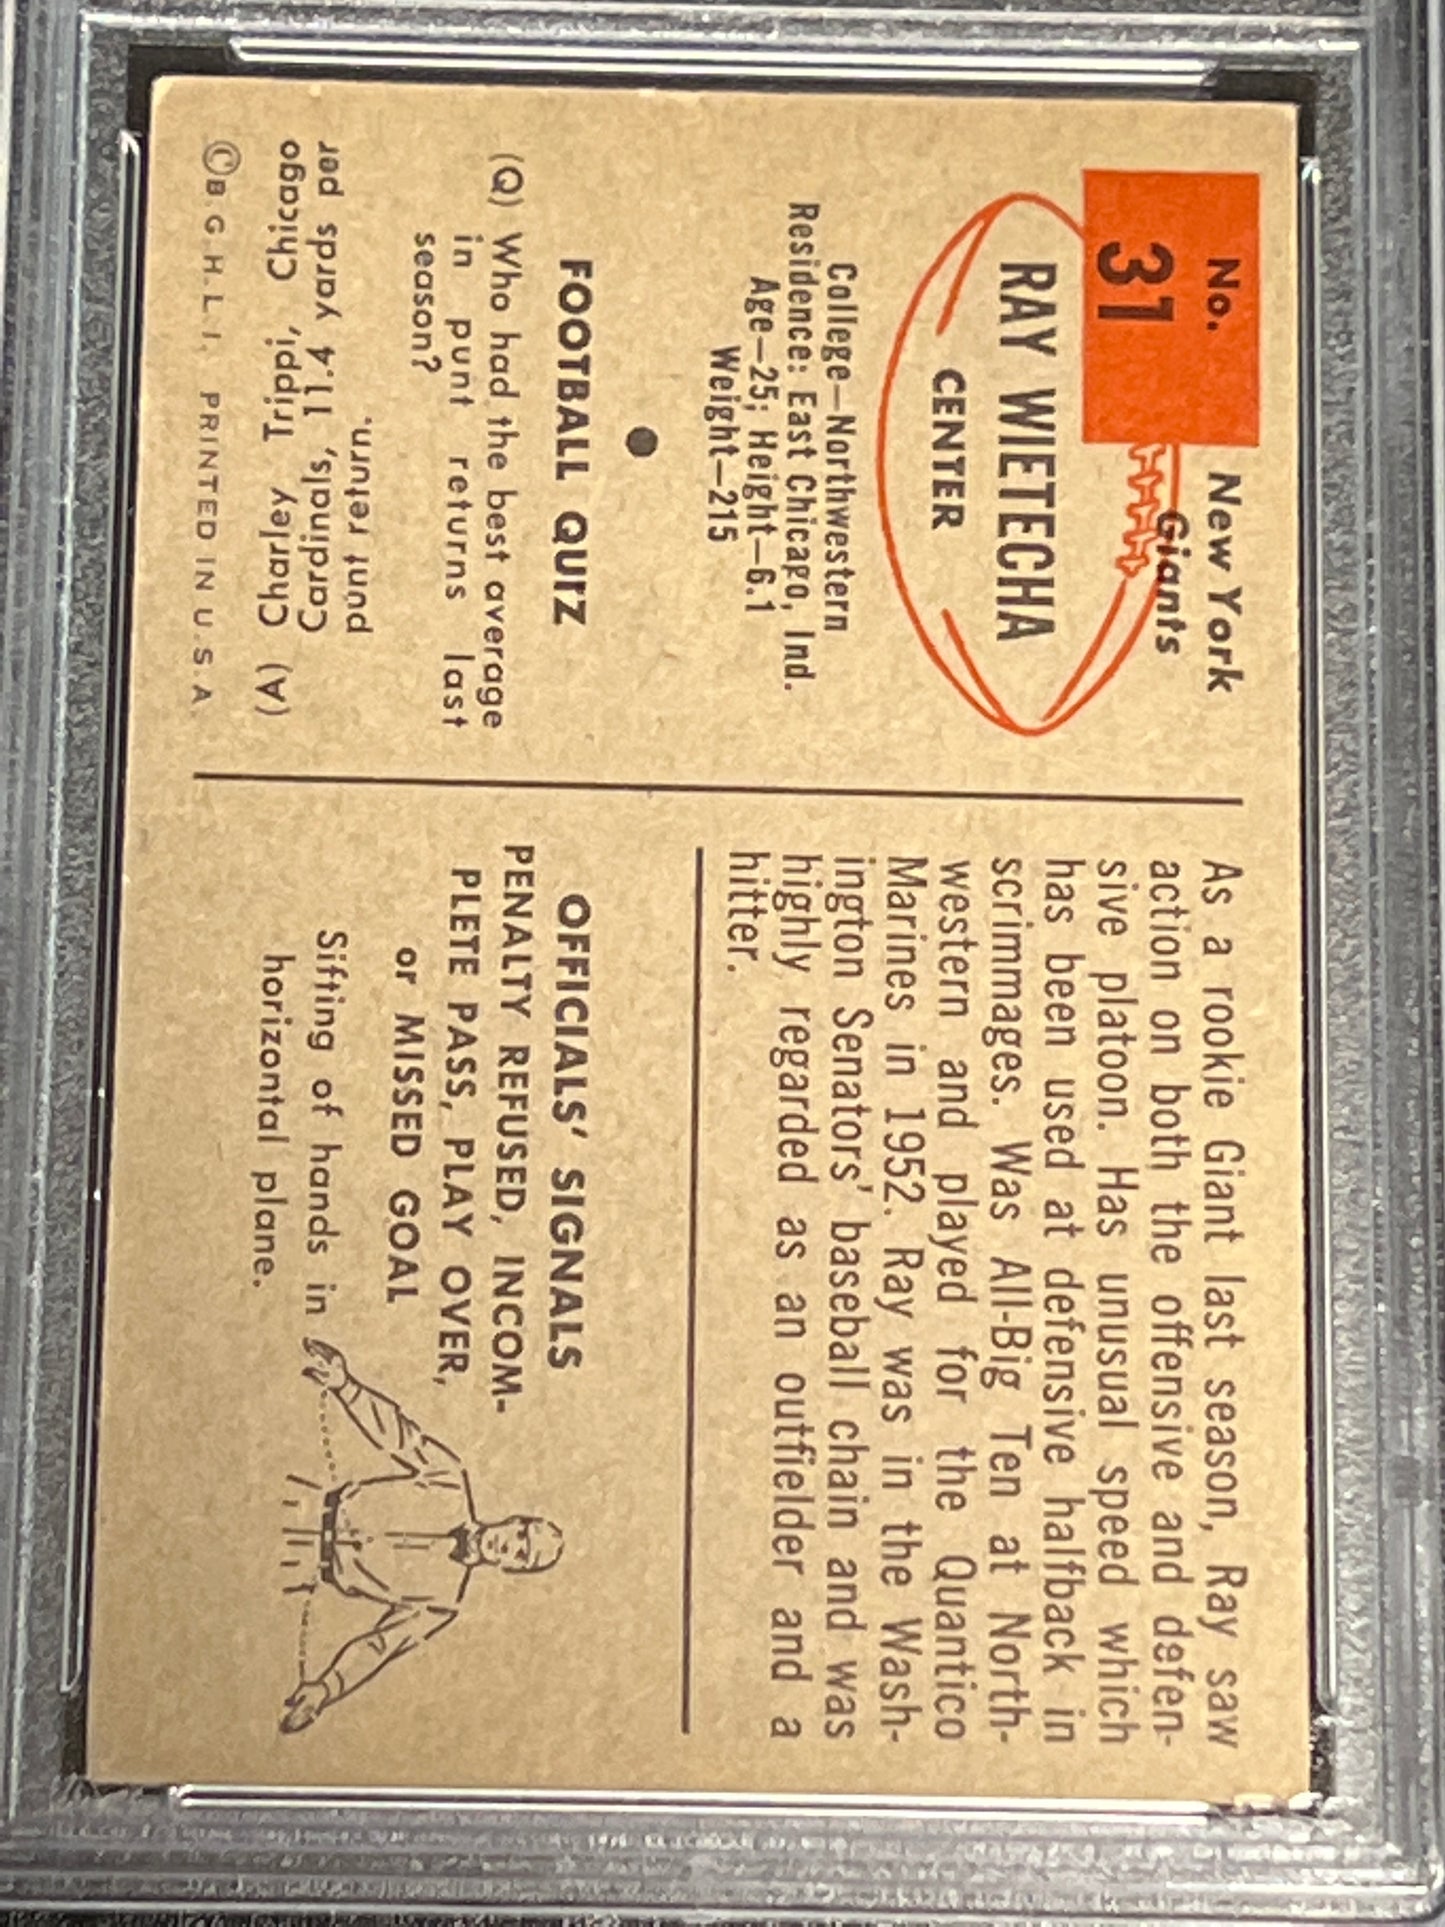 No.
31
New York
Giants
RAY WIETECHA
CENTER
College—Northwestern
Residence: East Chicago, Ind.
Age—25; Height—6.1
Weight—215
FOOTBALL QUIZ
(Q) Who had the best average
in punt returns last
season?
(A) Charley Trippi, Chicago
Cardinals, 11.4 yards per
punt return.
©B.G.H.L.I. PRINTED IN U.S.A.
As a rookie Giant last season, Ray saw
action on both the offensive and defen-
sive platoon. Has unusual speed which
has been used at defensive halfback in
scrimmages. Was All-Big Ten at North-
western and played for the Quantico
Marines in 1952. Ray was in the Wash-
ington Senators' baseball chain and was
highly regarded as an outfielder and a
hitter.
OFFICIALS' SIGNALS
PENALTY REFUSED, INCOM-
PLETE PASS, PLAY OVER,
or MISSED GOAL
Sifting of hands in
horizontal plane.